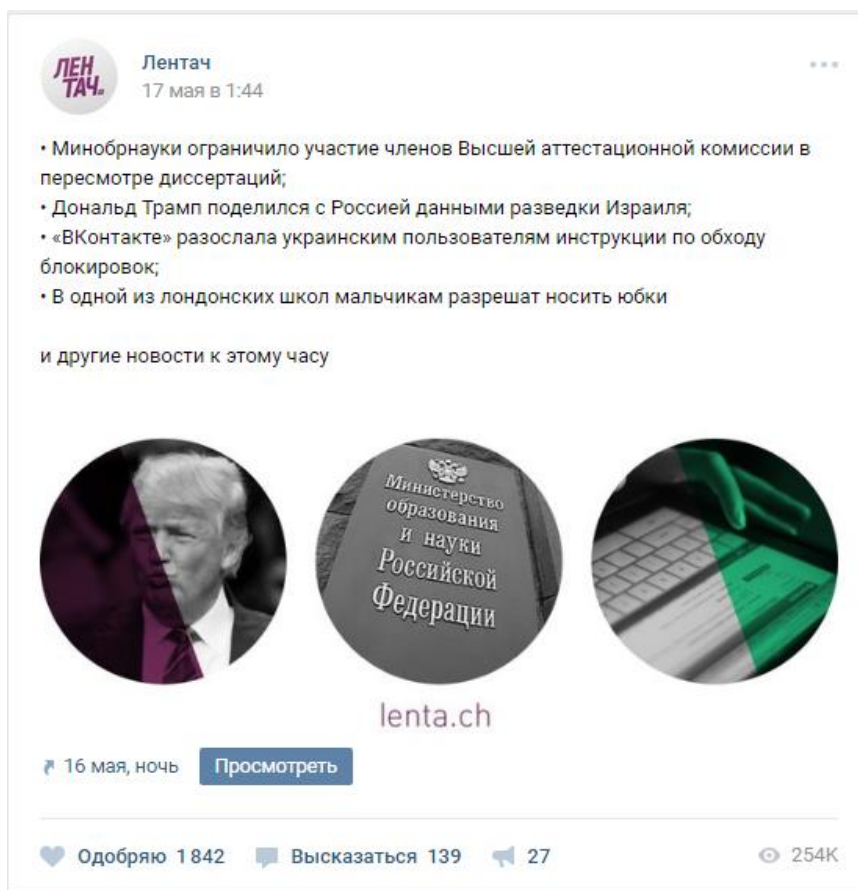 ЛЕН
ТАЧ.
Лентач
17 мая в 1:44
• Минобрнауки ограничило участие членов Высшей аттестационной комиссии в
пересмотре диссертаций;
• Дональд Трамп поделился с Россией данными разведки Израиля;
• «ВКонтакте» разослала украинским пользователям инструкции по обходу
блокировок;
• В одной из лондонских школ мальчикам разрешат носить юбки
и другие новости к этому часу
Министерство
образования
и науки
Российской
Федерации
lenta.ch
16 мая, ночь Просмотреть
Одобряю 1 842 Высказаться 139 27 254K